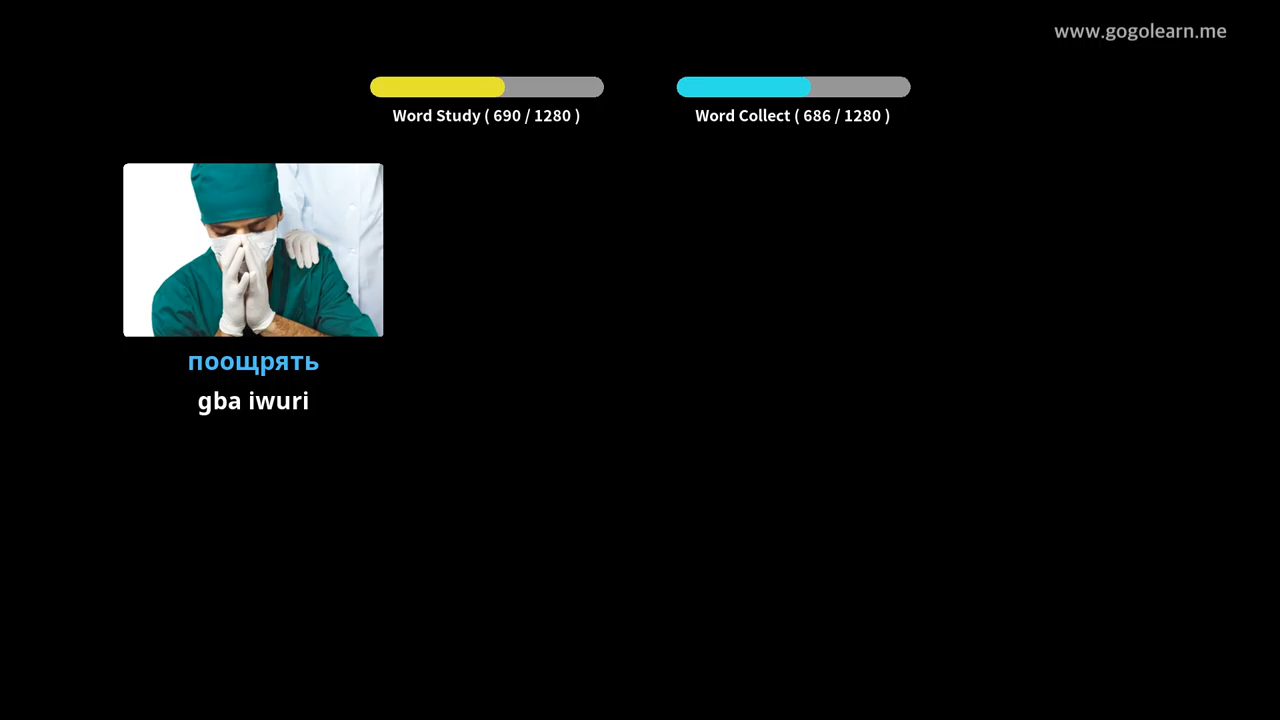 www.gogolearn.me
Word Study ( 690 / 1280 )
Word Collect ( 686 / 1280 )
поощрять
gba iwuri